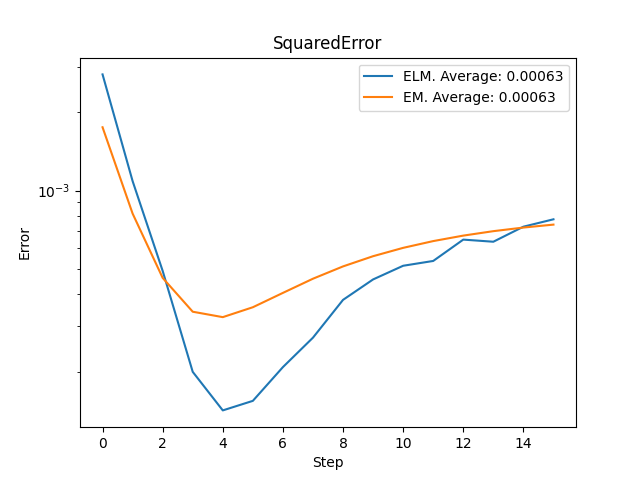 SquaredError
ELM. Average: 0.00063
EM. Average: 0.00063
Error
10⁻³
0 2 4 6 8 10 12 14
Step